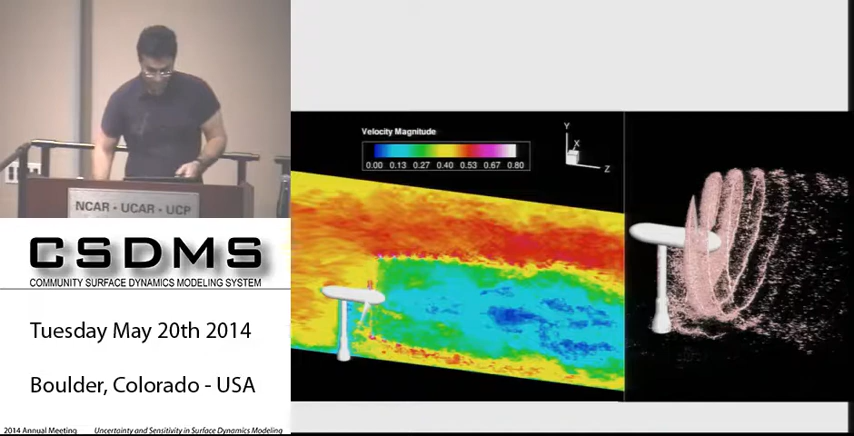 NCAR - UCAR - UCP
CSDMS
COMMUNITY SURFACE DYNAMICS MODELING SYSTEM
Tuesday May 20th 2014
Boulder, Colorado - USA
2014 Annual Meeting Uncertainty and Sensitivity in Surface Dynamics Modeling
Velocity Magnitude
0.00 0.13 0.27 0.40 0.53 0.67 0.80
Y
X
Z